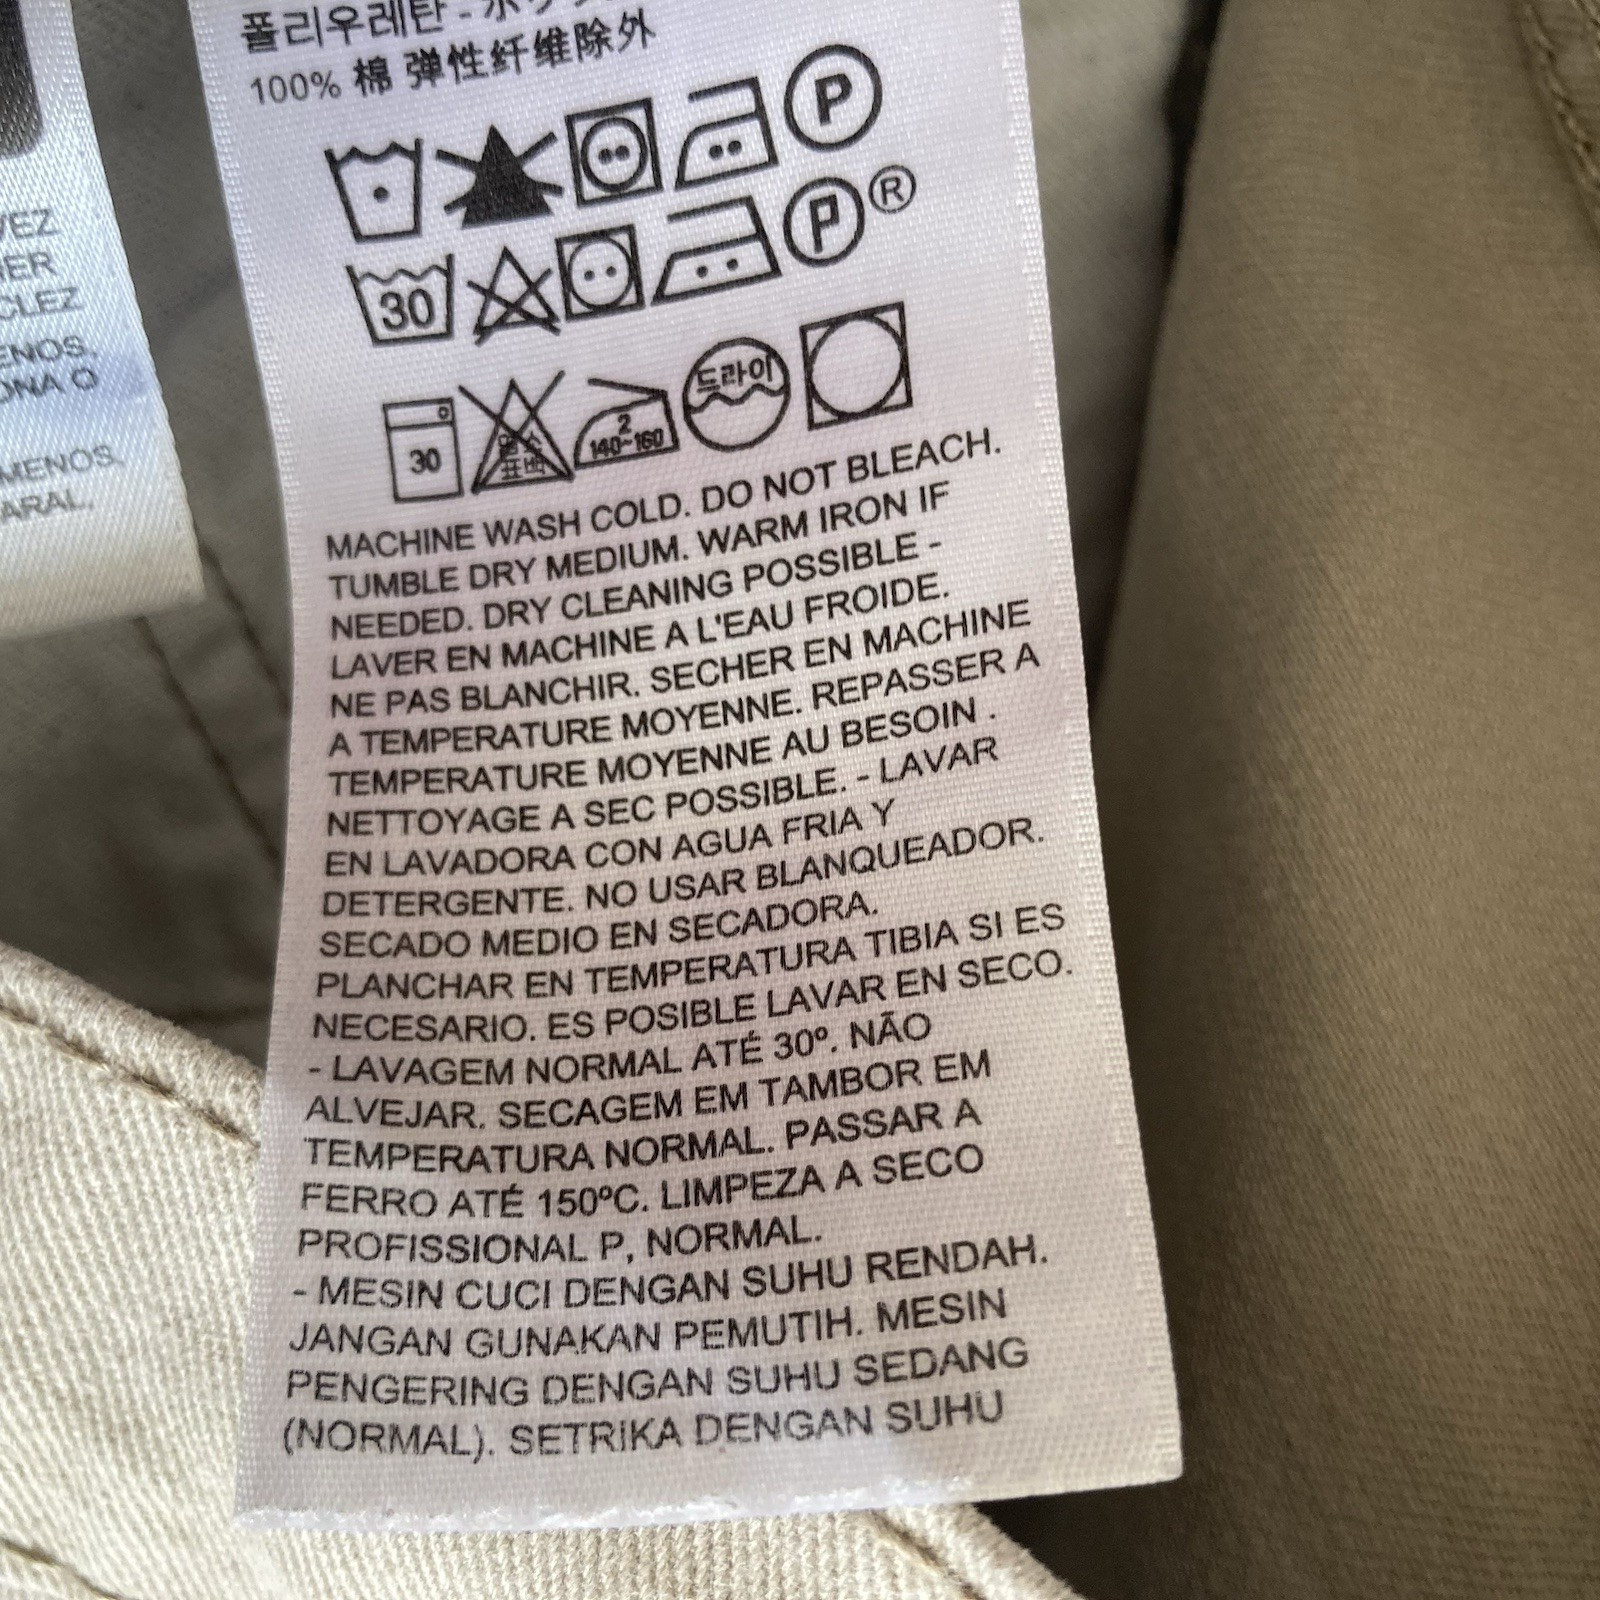 폴리우레탄 -
100% 棉 弹性纤维除外
P
P ®
30
드라이
30
2
140~160
MACHINE WASH COLD. DO NOT BLEACH.
TUMBLE DRY MEDIUM. WARM IRON IF
NEEDED. DRY CLEANING POSSIBLE -
LAVER EN MACHINE A L'EAU FROIDE.
NE PAS BLANCHIR. SECHER EN MACHINE
A TEMPERATURE MOYENNE. REPASSER A
TEMPERATURE MOYENNE AU BESOIN .
NETTOYAGE A SEC POSSIBLE. - LAVAR
EN LAVADORA CON AGUA FRIA Y
DETERGENTE. NO USAR BLANQUEADOR.
SECADO MEDIO EN SECADORA.
PLANCHAR EN TEMPERATURA TIBIA SI ES
NECESARIO. ES POSIBLE LAVAR EN SECO.
- LAVAGEM NORMAL ATÉ 30º. NÃO
ALVEJAR. SECAGEM EM TAMBOR EM
TEMPERATURA NORMAL. PASSAR A
FERRO ATÉ 150ºC. LIMPEZA A SECO
PROFISSIONAL P, NORMAL.
- MESIN CUCI DENGAN SUHU RENDAH.
JANGAN GUNAKAN PEMUTIH. MESIN
PENGERING DENGAN SUHU SEDANG
(NORMAL). SETRIKA DENGAN SUHU
VEZ
CLEZ
ENOS.
ONA O
MENOS.
ARAL,